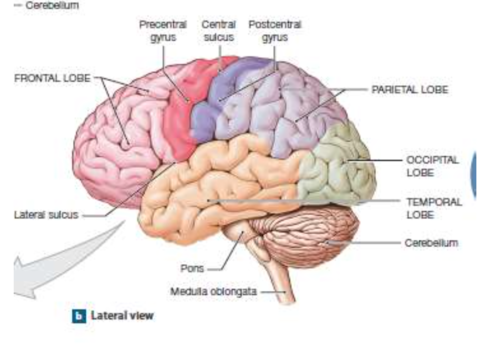 Cerebellum
Precentral gyrus
Central sulcus
Postcentral gyrus
FRONTAL LOBE
PARIETAL LOBE
OCCIPITAL LOBE
TEMPORAL LOBE
Lateral sulcus
Cerebellum
Pons
Medulla oblongata
b Lateral view